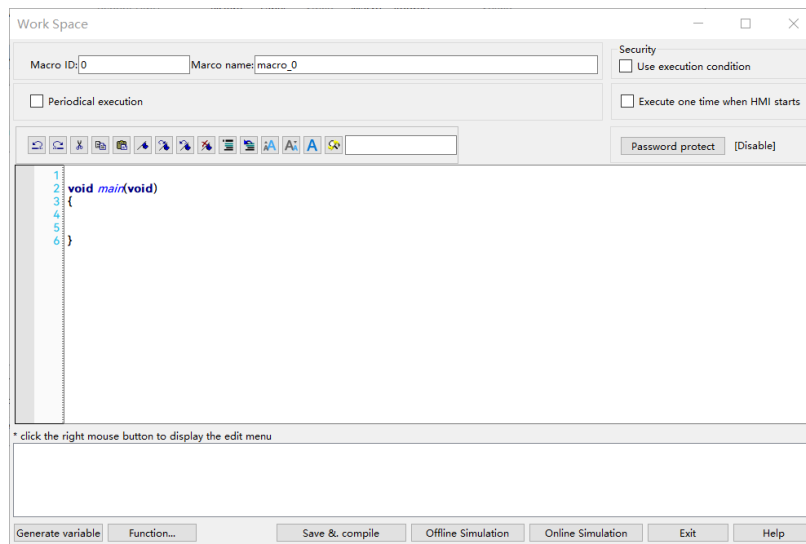 Work Space
Macro ID: 0 Marco name: macro_0
Security
Use execution condition
Periodical execution
Execute one time when HMI starts
Password protect [Disable]
1
2 void main(void)
3 {
4
5
6 }
* click the right mouse button to display the edit menu
Generate variable Function... Save &. compile Offline Simulation Online Simulation Exit Help